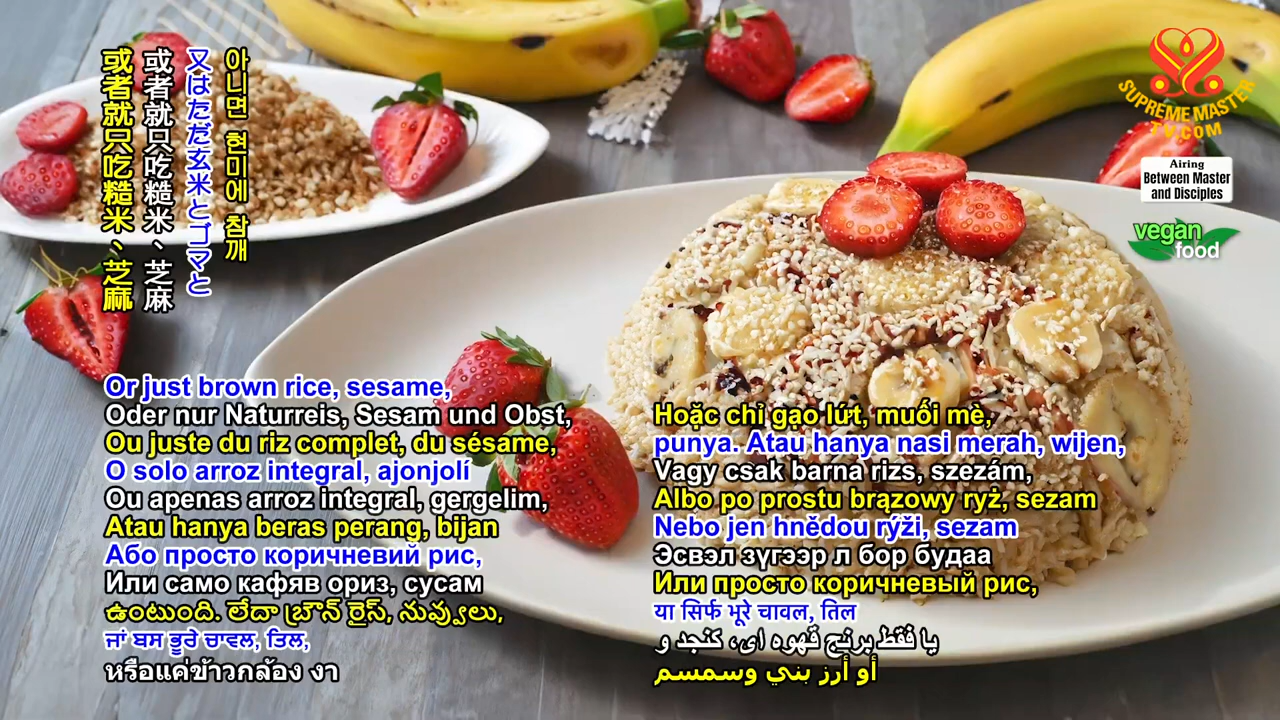 아니면 현미에 참깨
又はただ玄米とゴマと
或者就只吃糙米、芝麻
或者就只吃糙米、芝麻
SUPREME MASTER
TV.COM
Airing
Between Master
and Disciples
vegan
food
Or just brown rice, sesame,
Oder nur Naturreis, Sesam und Obst,
Ou juste du riz complet, du sésame,
O solo arroz integral, ajonjolí
Ou apenas arroz integral, gergelim,
Atau hanya beras perang, bijan
Або просто коричневий рис,
Или само кафяв ориз, сусам
ఉంటుంది. లేదా బ్రౌన్ రైస్, నువ్వులు,
ਜਾਂ ਬਸ ਭੂਰੇ ਚਾਵਲ, ਤਿਲ,
หรือแค่ข้าวกล้อง งา
Hoặc chỉ gạo lứt, muối mè,
punya. Atau hanya nasi merah, wijen,
Vagy csak barna rizs, szezám,
Albo po prostu brązowy ryż, sezam
Nebo jen hnědou rýži, sezam
Эсвэл зүгээр л бор будаа
Или просто коричневый рис,
या सिर्फ भूरे चावल, तिल
یا فقط برنج قهوه ای، کنجد و
أو أرز بني وسمسم